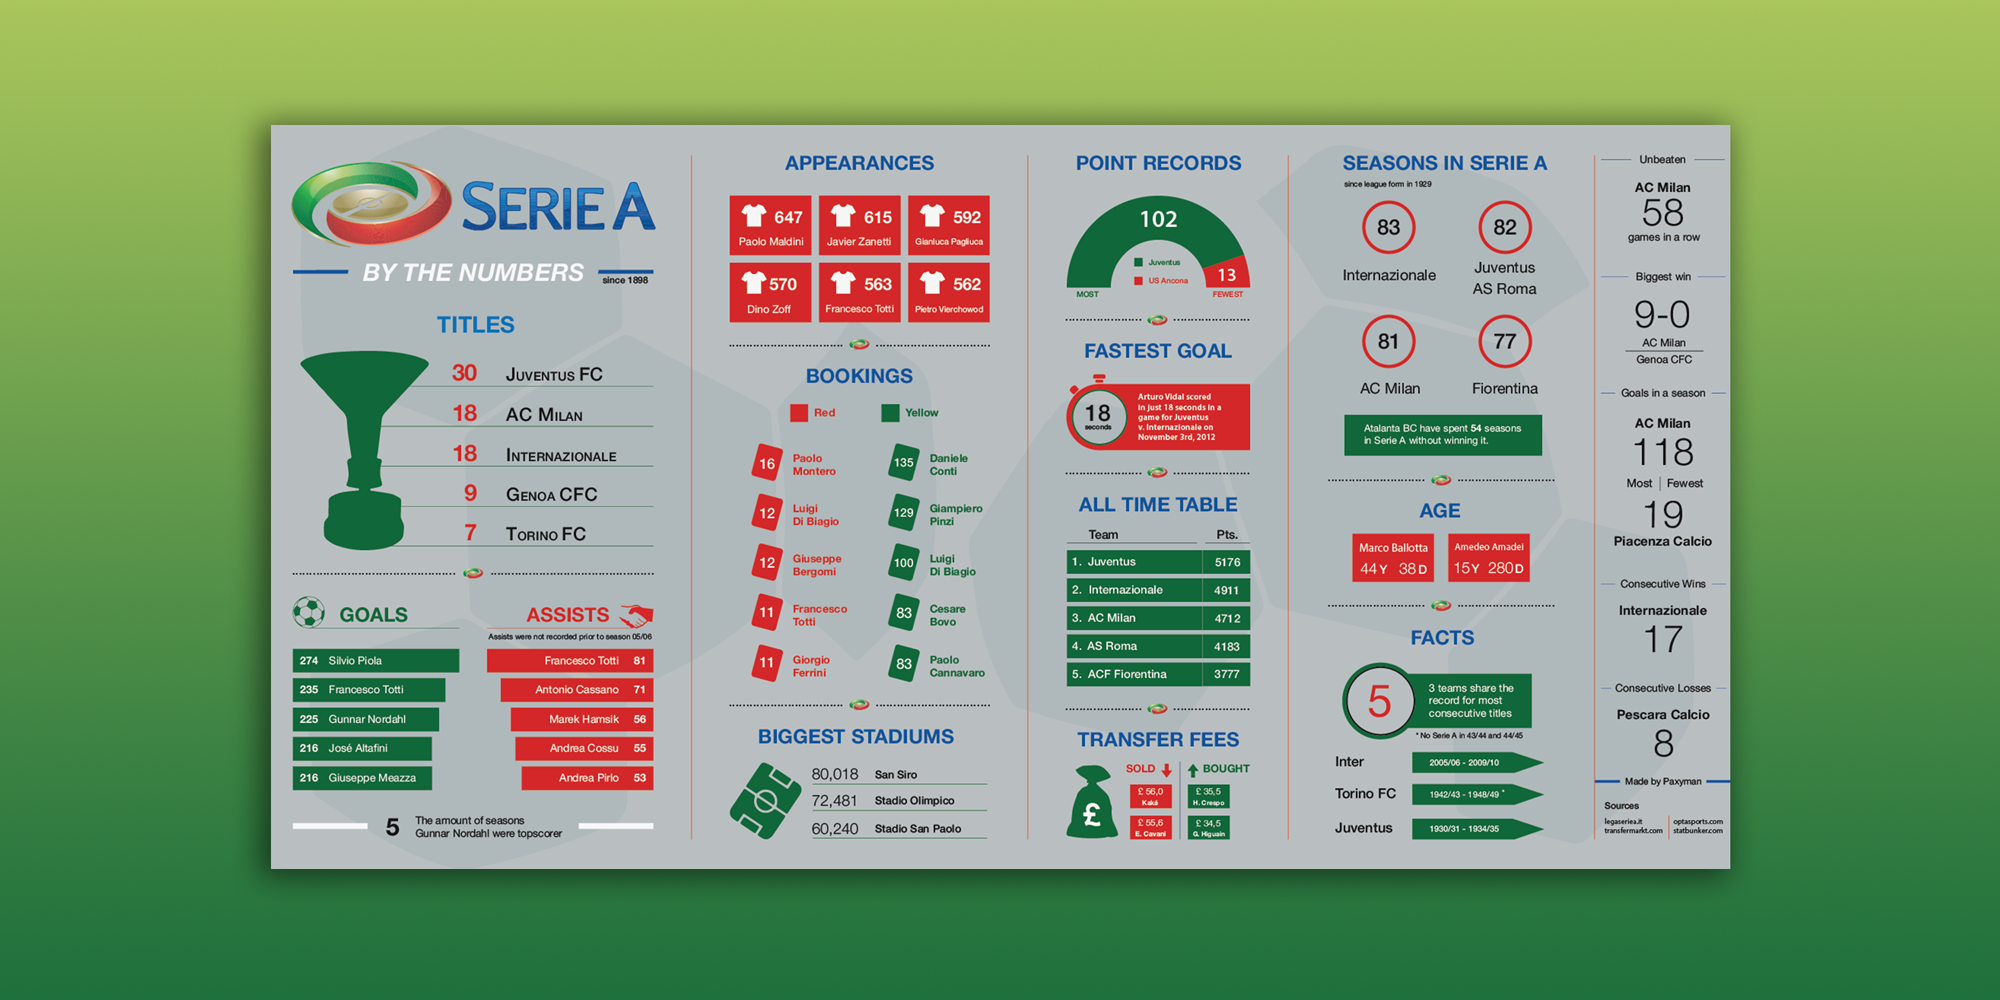 SERIE A
BY THE NUMBERS
since 1898
TITLES
30 JUVENTUS FC
18 AC MILAN
18 INTERNAZIONALE
9 GENOA CFC
7 TORINO FC
GOALS
274 Silvio Piola
235 Francesco Totti
225 Gunnar Nordahl
216 José Altafini
216 Giuseppe Meazza
ASSISTS
Assists were not recorded prior to season 05/06
Francesco Totti 81
Antonio Cassano 71
Marek Hamsik 56
Andrea Cossu 55
Andrea Pirlo 53
5 The amount of seasons
Gunnar Nordahl were topscorer
APPEARANCES
647
Paolo Maldini
615
Javier Zanetti
592
Gianluca Pagliuca
570
Dino Zoff
563
Francesco Totti
562
Pietro Vierchowod
BOOKINGS
Red
Yellow
16 Paolo
Montero
12 Luigi
Di Biagio
12 Giuseppe
Bergomi
11 Francesco
Totti
11 Giorgio
Ferrini
135 Daniele
Conti
129 Giampiero
Pinzi
100 Luigi
Di Biagio
83 Cesare
Bovo
83 Paolo
Cannavaro
BIGGEST STADIUMS
80,018 San Siro
72,481 Stadio Olimpico
60,240 Stadio San Paolo
POINT RECORDS
102
Juventus
US Ancona
13
MOST
FEWEST
FASTEST GOAL
18
seconds
Arturo Vidal scored
in just 18 seconds in a
game for Juventus
v. Internazionale on
November 3rd, 2012
ALL TIME TABLE
Team Pts.
1. Juventus 5176
2. Internazionale 4911
3. AC Milan 4712
4. AS Roma 4183
5. ACF Fiorentina 3777
TRANSFER FEES
SOLD
BOUGHT
£
£ 56,0
Kaká
£ 55,6
E. Cavani
£ 35,5
H. Crespo
£ 34,5
G. Higuain
SEASONS IN SERIE A
since league form in 1929
83
Internazionale
82
Juventus
AS Roma
81
AC Milan
77
Fiorentina
Atalanta BC have spent 54 seasons
in Serie A without winning it.
AGE
Marco Ballotta
44Y 38D
Amedeo Amadei
15Y 280D
FACTS
5
3 teams share the
record for most
consecutive titles
* No Serie A in 43/44 and 44/45
Inter 2005/06 - 2009/10
Torino FC 1942/43 - 1948/49 *
Juventus 1930/31 - 1934/35
Unbeaten
AC Milan
58
games in a row
Biggest win
9-0
AC Milan
Genoa CFC
Goals in a season
AC Milan
118
Most | Fewest
19
Piacenza Calcio
Consecutive Wins
Internazionale
17
Consecutive Losses
Pescara Calcio
8
Made by Paxyman
Sources
legaseriea.it
transfermarkt.com
optasports.com
statbunker.com